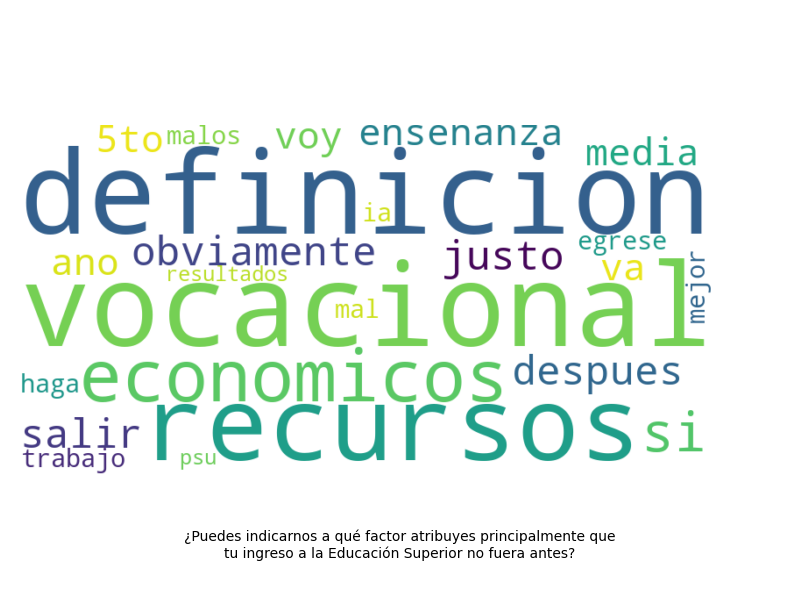 5to malos voy ensenanza
media
definicion
ia
ano obviamente justo egrese
resultados va mejor
vocacional
mal
haga economicos despues
salir recursos si
trabajo psu
¿Puedes indicarnos a qué factor atribuyes principalmente que
tu ingreso a la Educación Superior no fuera antes?